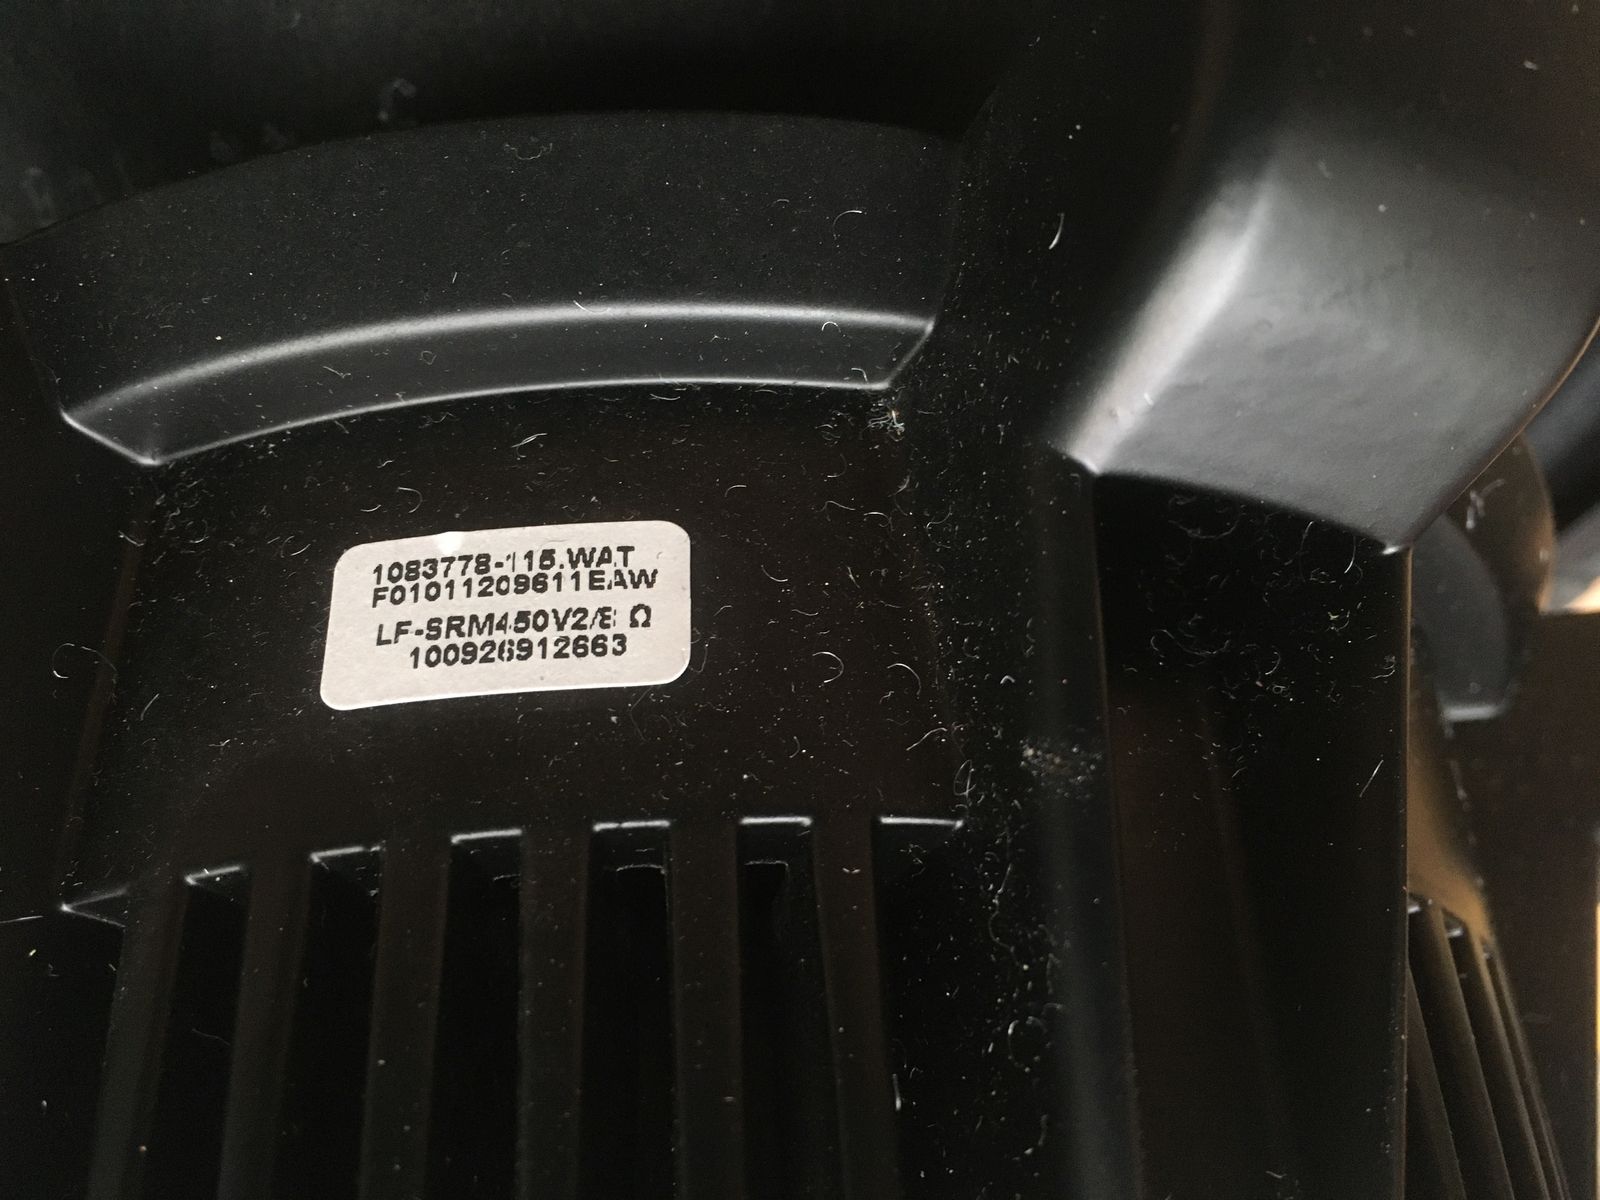 1083778-115.WAT
F01011209611EAW
LF-SRM450V2/8 Ω
100926912663